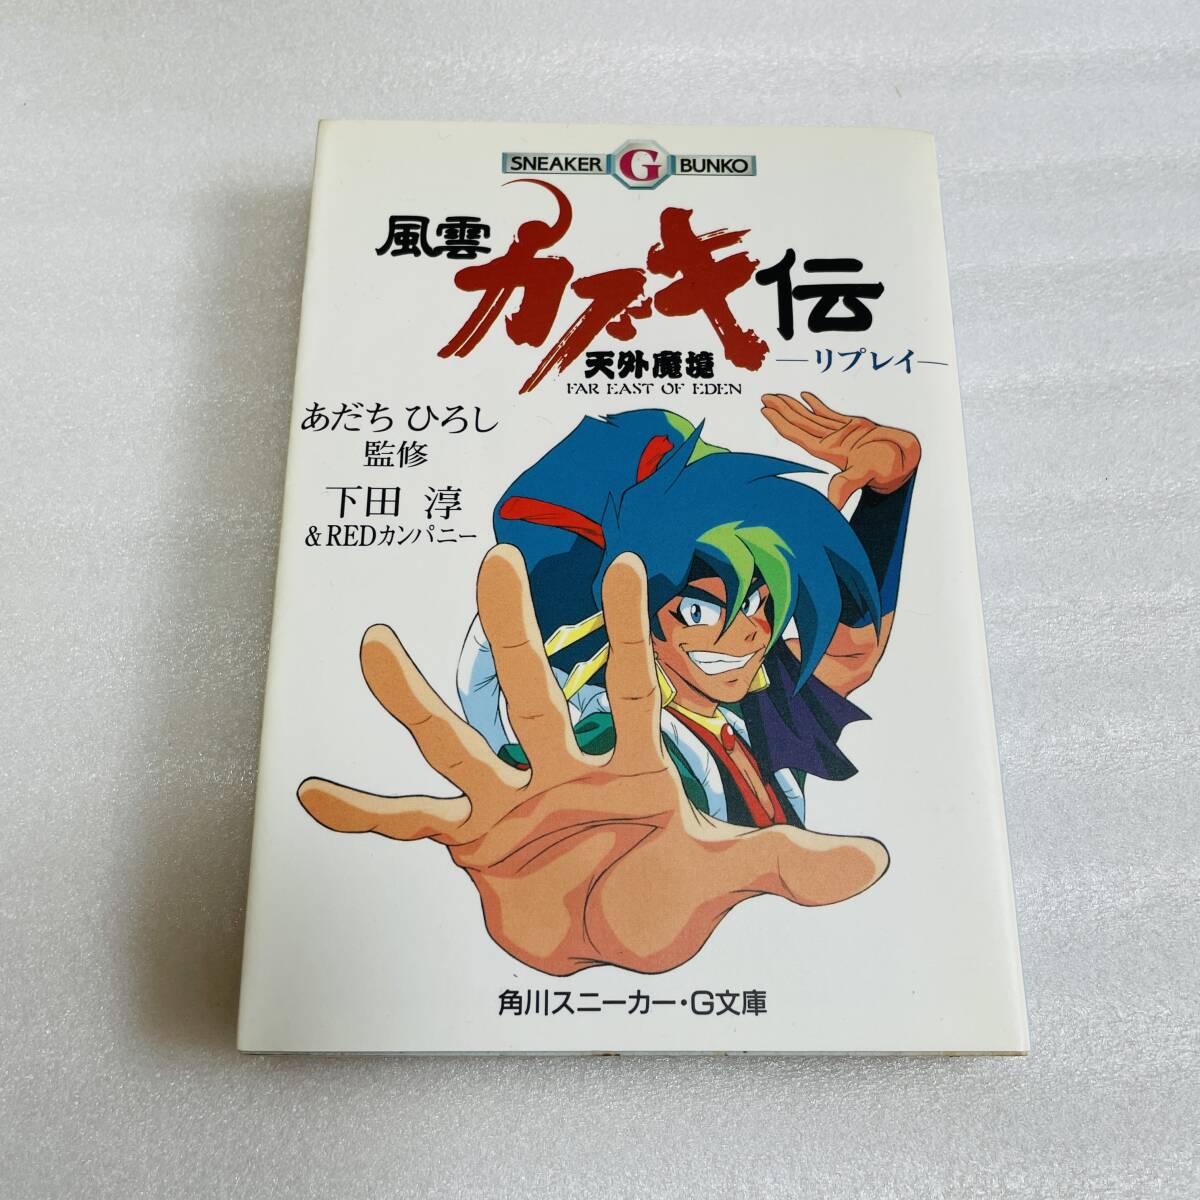 SNEAKER G BUNKO
風雲カブキ伝
天外魔境
FAR EAST OF EDEN
―リプレイ―
あだち ひろし
監修
下田 淳
&REDカンパニー
角川スニーカー・G文庫